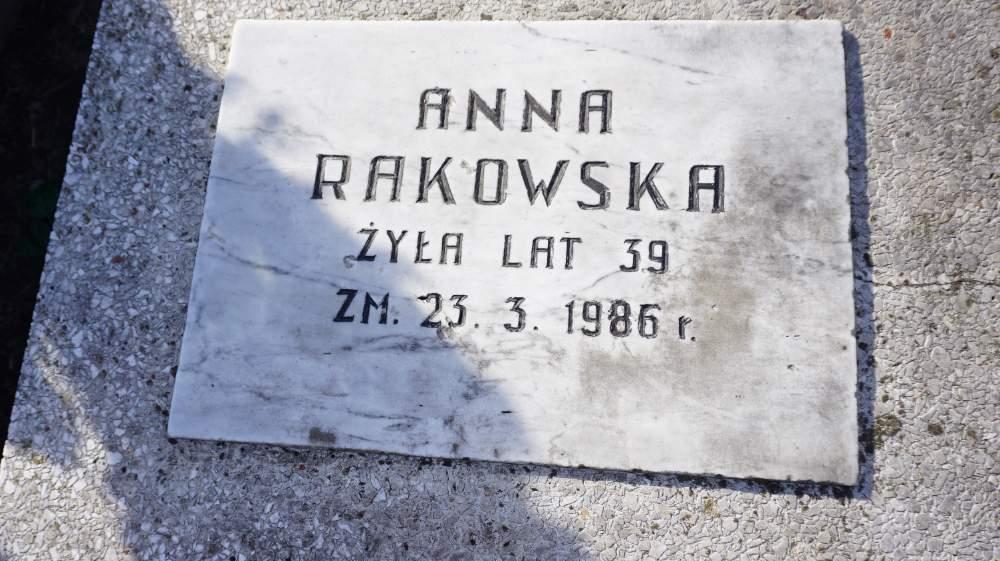 ANNA
RAKOWSKA
ŻYŁA LAT 39
ZM. 23. 3. 1986 r.